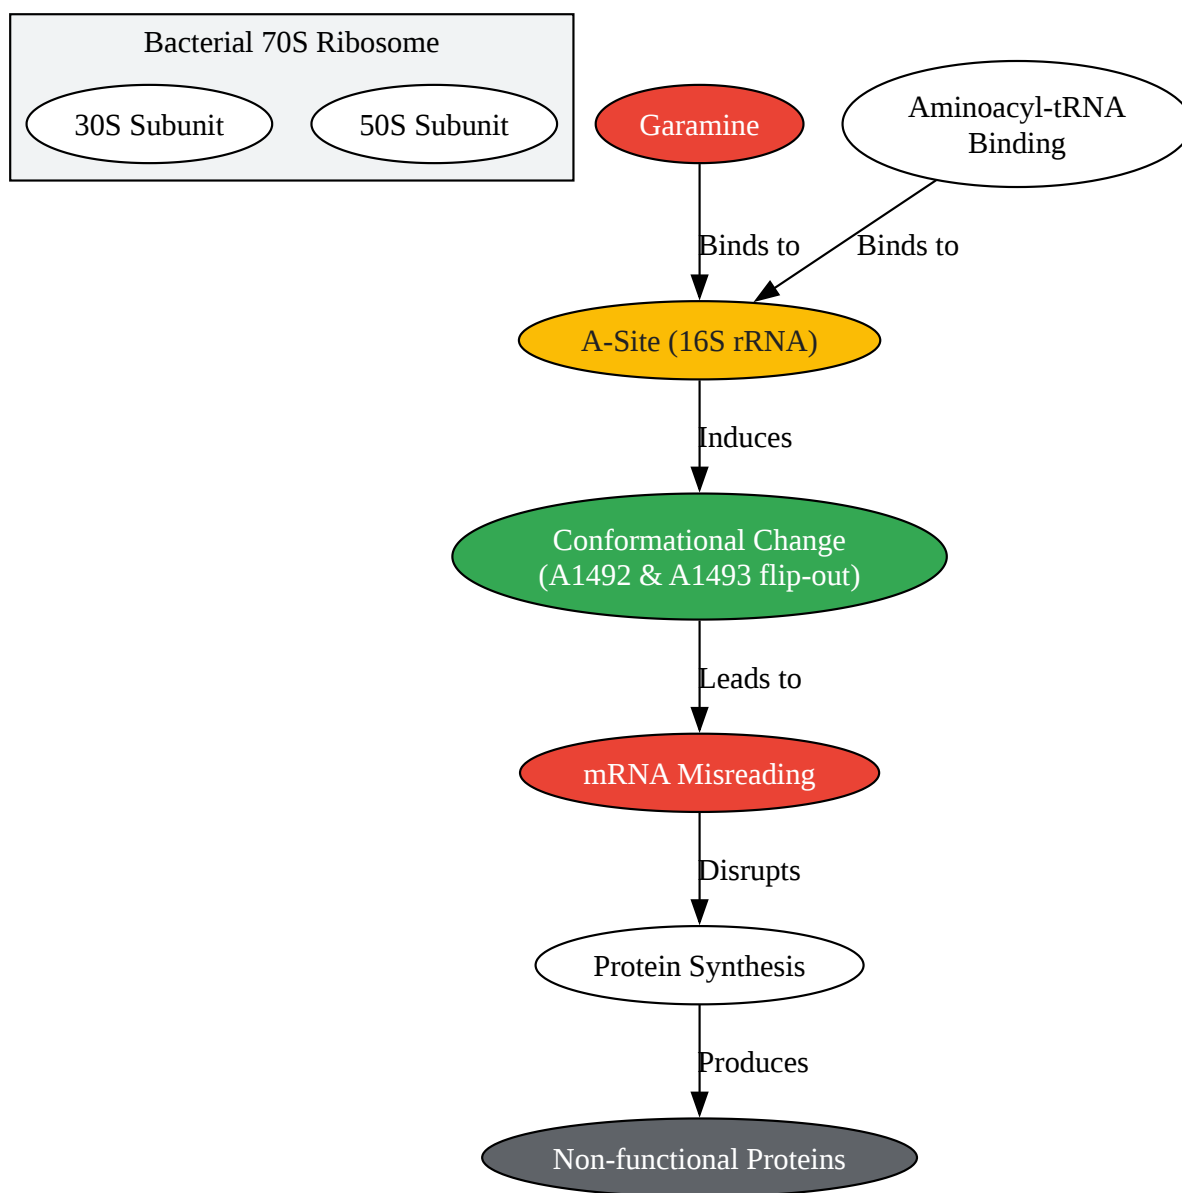 Bacterial 70S Ribosome
30S Subunit
50S Subunit
Garamine
Aminoacyl-tRNA
Binding
Binds to
Binds to
A-Site (16S rRNA)
Induces
Conformational Change
(A1492 & A1493 flip-out)
Leads to
mRNA Misreading
Disrupts
Protein Synthesis
Produces
Non-functional Proteins